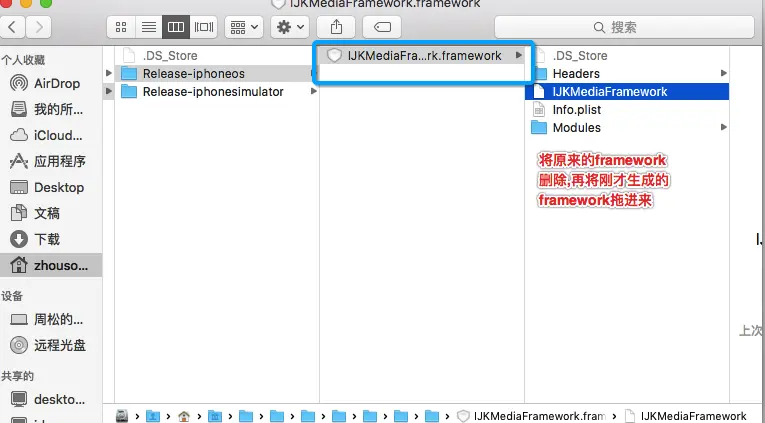 IJKMediaFramework.framework
搜索
个人收藏
AirDrop
我的所...
iCloud...
应用程序
Desktop
文稿
下载
zhouso...
设备
周松的...
远程光盘
共享的
deskto...
.DS_Store
Release-iphoneos
Release-iphonesimulator
IJKMediaFra...rk.framework
.DS_Store
Headers
IJKMediaFramework
Info.plist
Modules
将原来的framework
删除,再将刚才生成的
framework拖进来
上次
IJKMediaFramework.fram
IJKMediaFramework